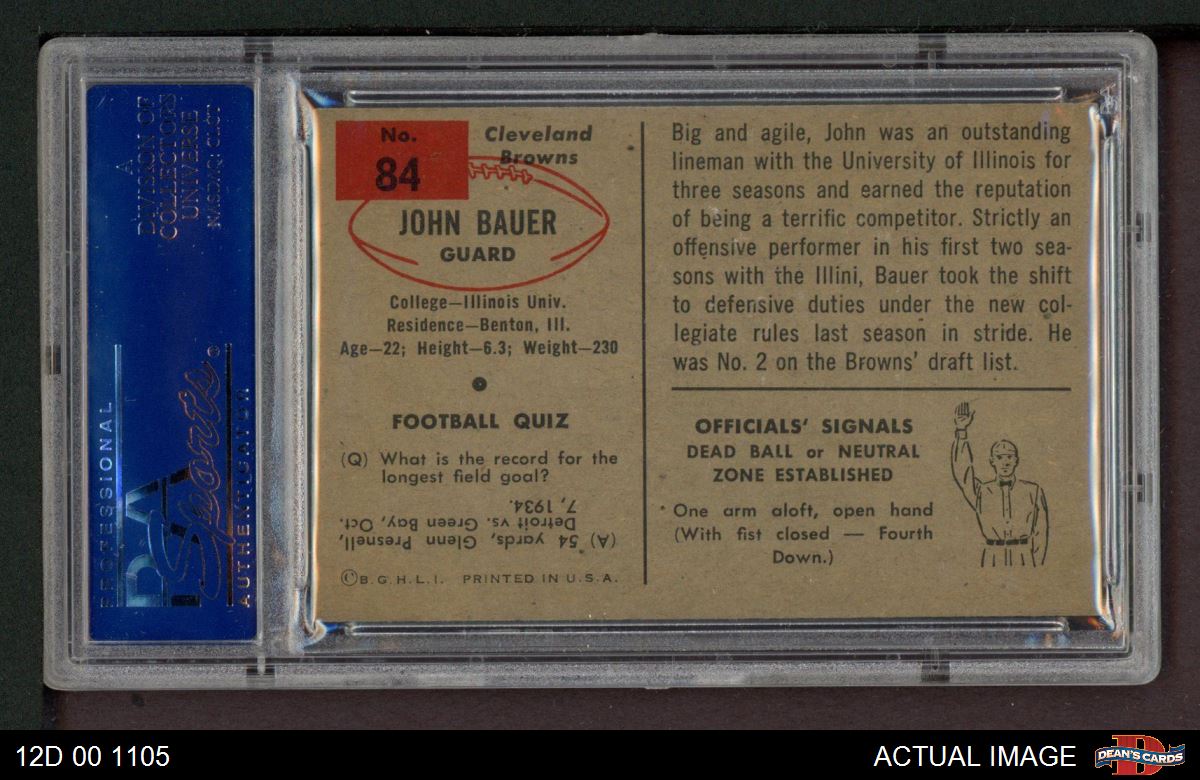 A
DIVISION OF
COLLECTORS
UNIVERSE
NASDAQ: CLCT
PROFESSIONAL
PSA
Sports
AUTHENTICATOR
No.
84
Cleveland
Browns
JOHN BAUER
GUARD
College—Illinois Univ.
Residence—Benton, Ill.
Age—22; Height—6.3; Weight—230
FOOTBALL QUIZ
(Q) What is the record for the
longest field goal?
(A) 54 yards, Glenn Presnell,
Detroit vs. Green Bay, Oct.
7, 1934.
©B.G.H.L.I. PRINTED IN U.S.A.
Big and agile, John was an outstanding
lineman with the University of Illinois for
three seasons and earned the reputation
of being a terrific competitor. Strictly an
offensive performer in his first two sea-
sons with the Illini, Bauer took the shift
to defensive duties under the new col-
legiate rules last season in stride. He
was No. 2 on the Browns' draft list.
OFFICIALS' SIGNALS
DEAD BALL or NEUTRAL
ZONE ESTABLISHED
One arm aloft, open hand
(With fist closed — Fourth
Down.)
12D 00 1105
ACTUAL IMAGE
DEAN'S CARDS